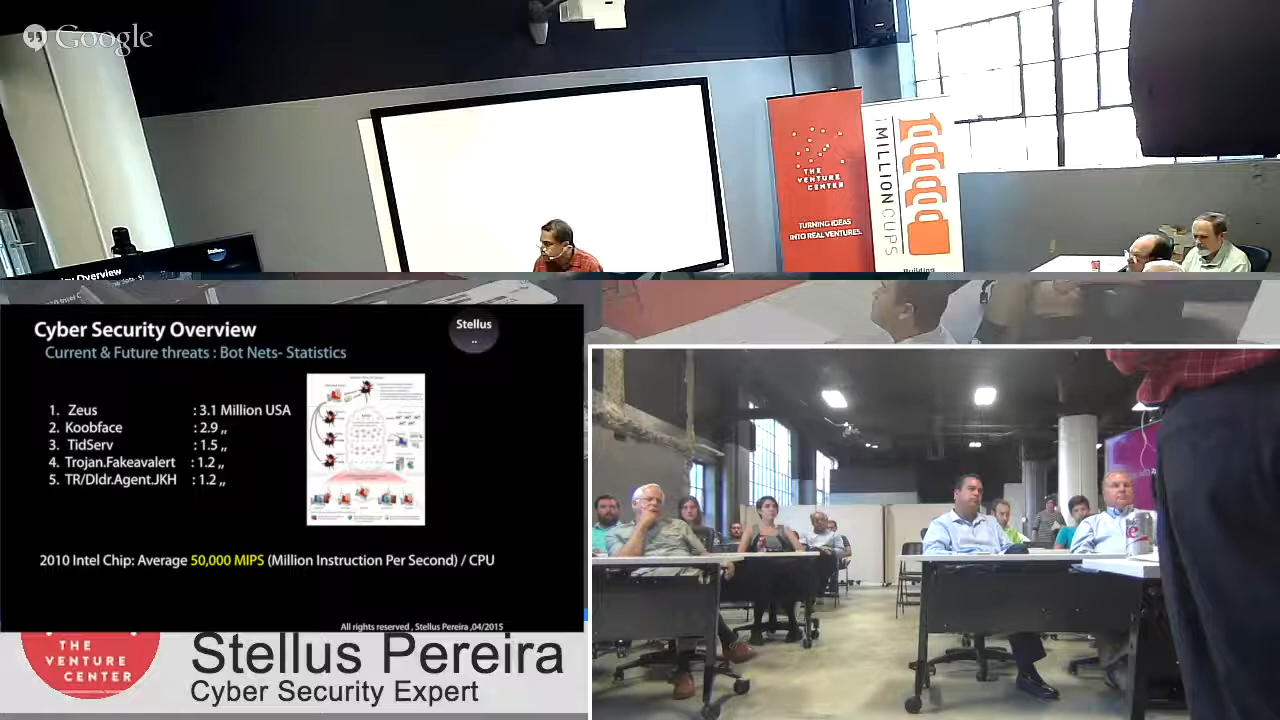 Google
THE
VENTURE
CENTER
TURNING IDEAS
INTO REAL VENTURES.
1MILLIONCUPS
Building
Overview
Cyber Security Overview
Stellus
..
Current & Future threats : Bot Nets- Statistics
1. Zeus : 3.1 Million USA
2. Koobface : 2.9 ,,
3. TidServ : 1.5 ,,
4. Trojan.Fakeavalert : 1.2 ,,
5. TR/Dldr.Agent.JKH : 1.2 ,,
2010 Intel Chip: Average 50,000 MIPS (Million Instruction Per Second) / CPU
All rights reserved , Stellus Pereira ,04/2015
THE
VENTURE
CENTER
Stellus Pereira
Cyber Security Expert